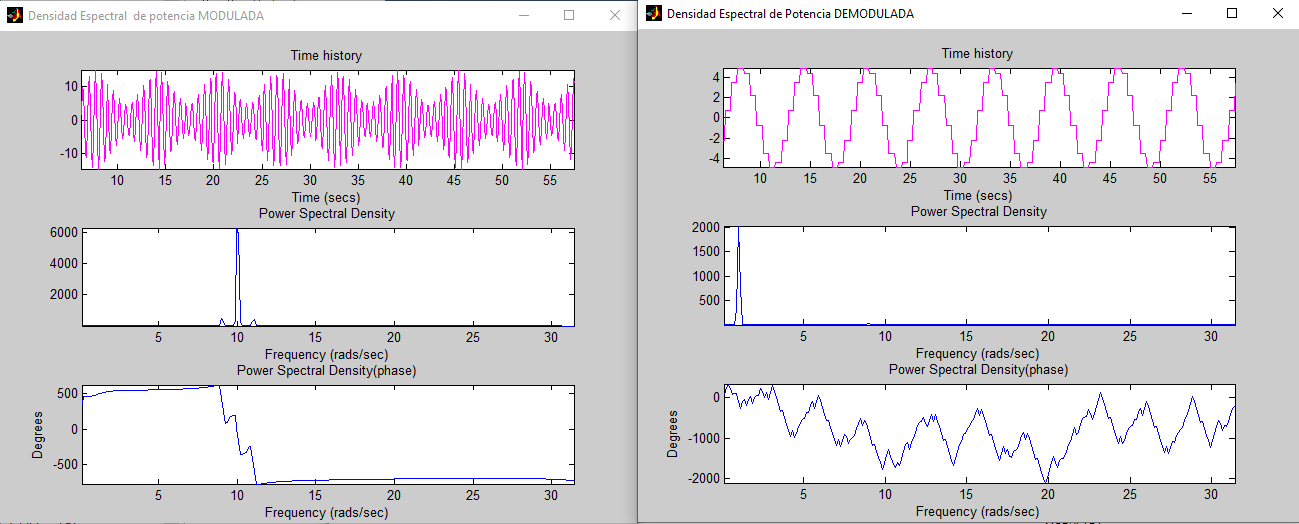 Densidad Espectral  de potencia MODULADA
Time history
10
0
-10
10 15 20 25 30 35 40 45 50 55
Time (secs)
Power Spectral Density
6000
4000
2000
5 10 15 20 25 30
Frequency (rads/sec)
Power Spectral Density(phase)
500
0
-500
Degrees
5 10 15 20 25 30
Frequency (rads/sec)
Densidad Espectral de Potencia DEMODULADA
Time history
4
2
0
-2
-4
10 15 20 25 30 35 40 45 50 55
Time (secs)
Power Spectral Density
2000
1500
1000
500
5 10 15 20 25 30
Frequency (rads/sec)
Power Spectral Density(phase)
0
-1000
-2000
Degrees
5 10 15 20 25 30
Frequency (rads/sec)